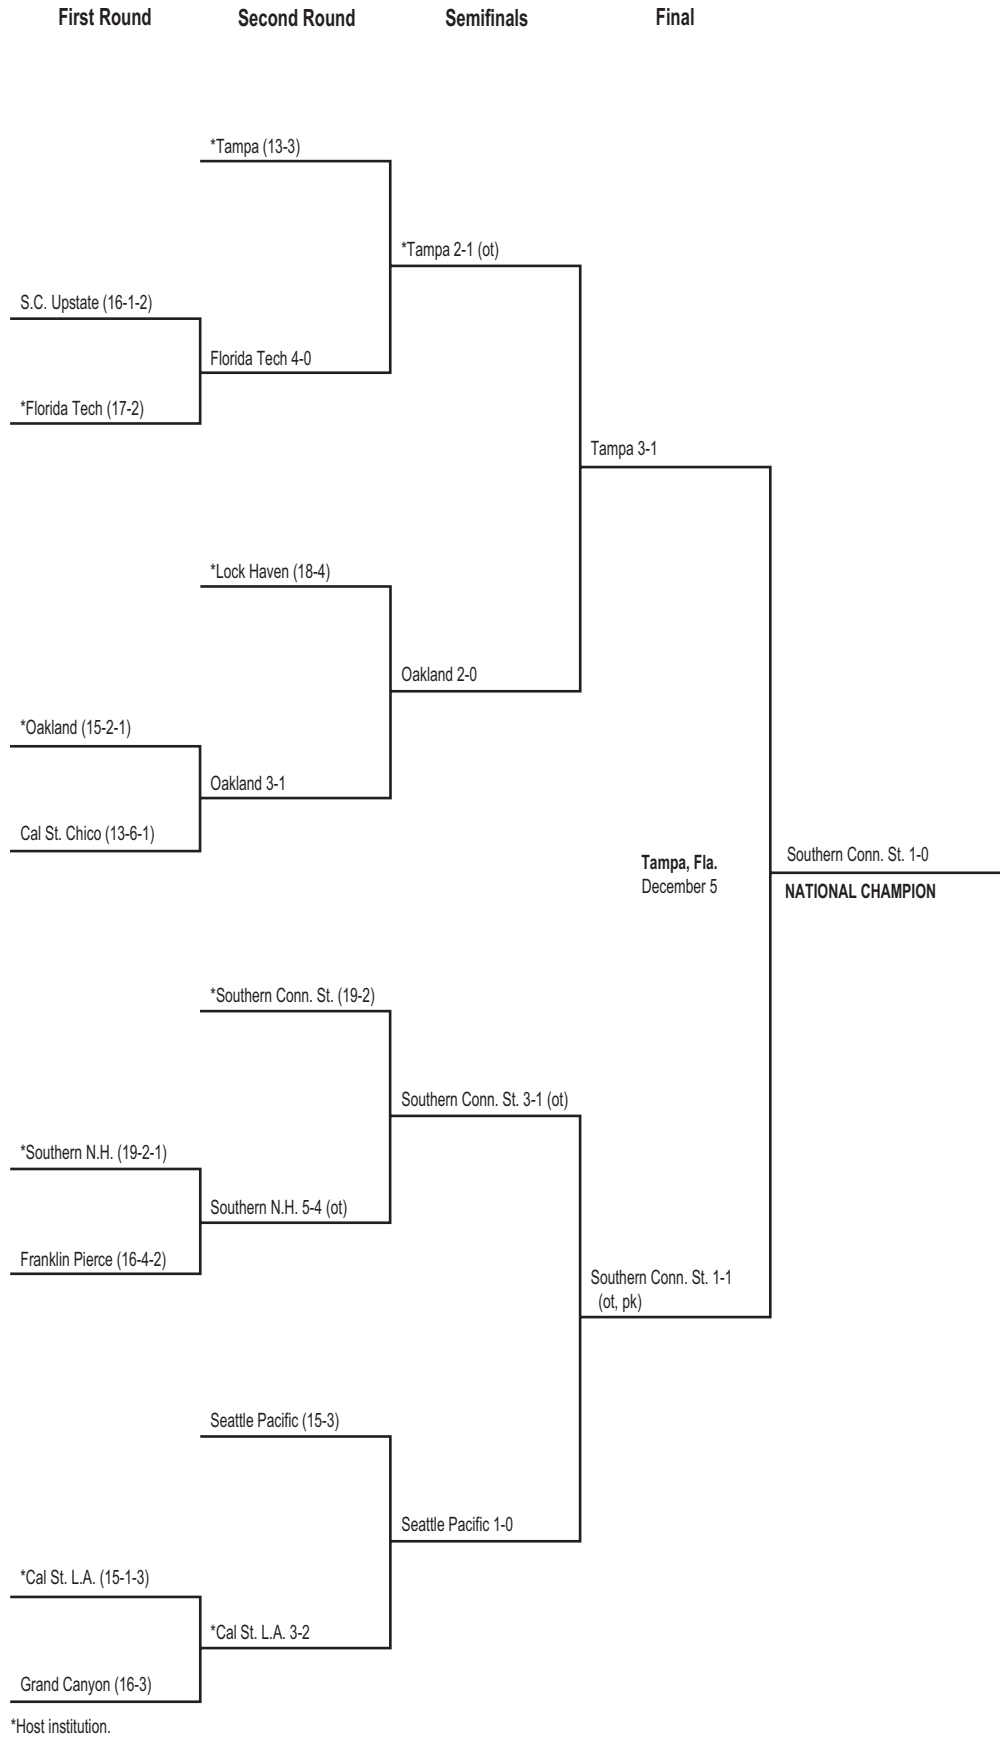 First Round Second Round Semifinals Final
*Tampa (13-3)
*Tampa 2-1 (ot)
S.C. Upstate (16-1-2)
Florida Tech 4-0
*Florida Tech (17-2)
Tampa 3-1
*Lock Haven (18-4)
Oakland 2-0
*Oakland (15-2-1)
Oakland 3-1
Cal St. Chico (13-6-1)
Tampa, Fla.
December 5
Southern Conn. St. 1-0
NATIONAL CHAMPION
*Southern Conn. St. (19-2)
Southern Conn. St. 3-1 (ot)
*Southern N.H. (19-2-1)
Southern N.H. 5-4 (ot)
Franklin Pierce (16-4-2)
Southern Conn. St. 1-1
(ot, pk)
Seattle Pacific (15-3)
Seattle Pacific 1-0
*Cal St. L.A. (15-1-3)
*Cal St. L.A. 3-2
Grand Canyon (16-3)
*Host institution.